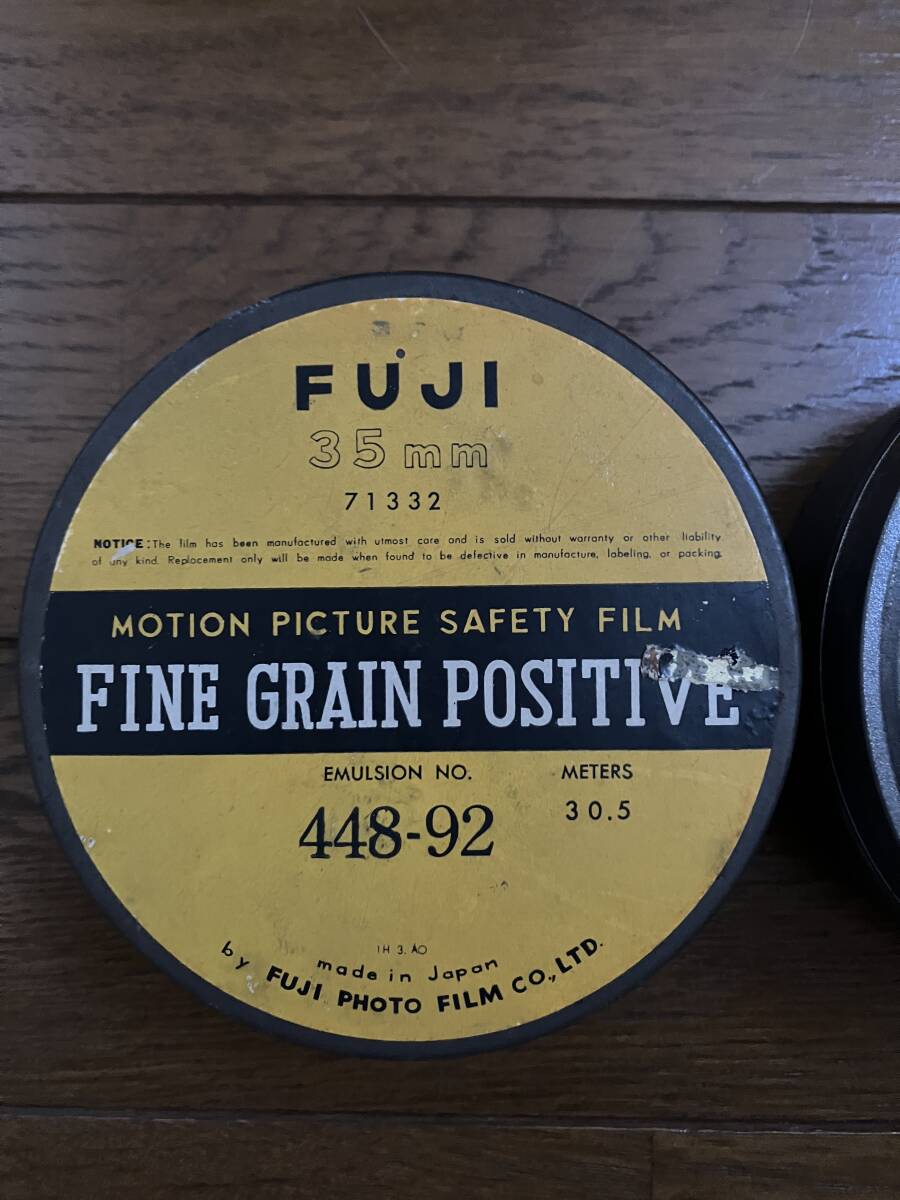 FUJI
35mm
71332
NOTICE: The film has been manufactured with utmost care and is sold without warranty or other liability
of any kind. Replacement only will be made when found to be defective in manufacture, labeling, or packing.
MOTION PICTURE SAFETY FILM
FINE GRAIN POSITIVE
EMULSION NO. METERS
448-92 30.5
1H 3. AO
made in Japan
by FUJI PHOTO FILM CO., LTD.